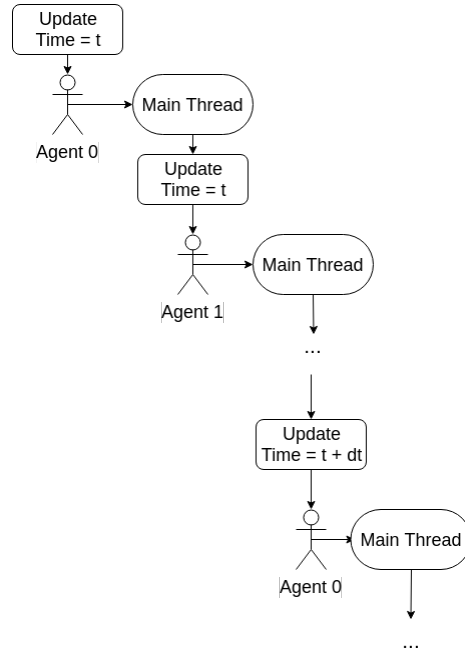 Update
Time = t
Main Thread
Agent 0
Update
Time = t
Main Thread
Agent 1
...
Update
Time = t + dt
Main Thread
Agent 0
...